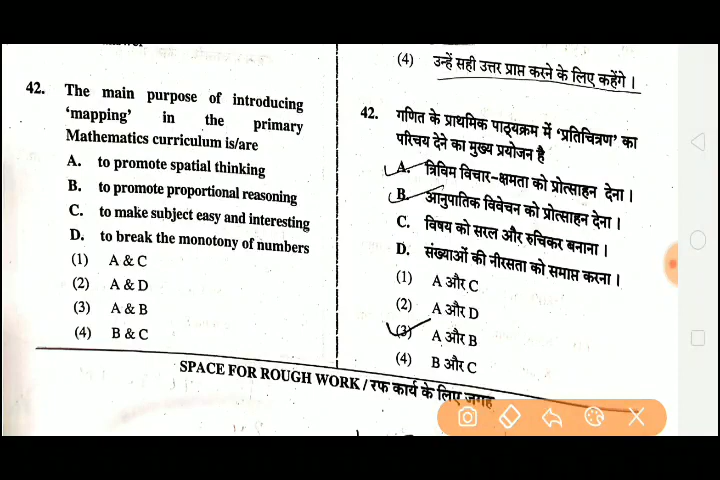 42. The main purpose of introducing
'mapping' in the primary
Mathematics curriculum is/are
A. to promote spatial thinking
B. to promote proportional reasoning
C. to make subject easy and interesting
D. to break the monotony of numbers
(1) A & C
(2) A & D
(3) A & B
(4) B & C
(4) उन्हें सही उत्तर प्राप्त करने के लिए कहेंगे ।
42. गणित के प्राथमिक पाठ्यक्रम में 'प्रतिचित्रण' का
परिचय देने का मुख्य प्रयोजन है
A. त्रिविम विचार-क्षमता को प्रोत्साहन देना ।
B. आनुपातिक विवेचन को प्रोत्साहन देना ।
C. विषय को सरल और रुचिकर बनाना ।
D. संख्याओं की नीरसता को समाप्त करना ।
(1) A और C
(2) A और D
(3) A और B
(4) B और C
SPACE FOR ROUGH WORK / रफ कार्य के लिए जगह